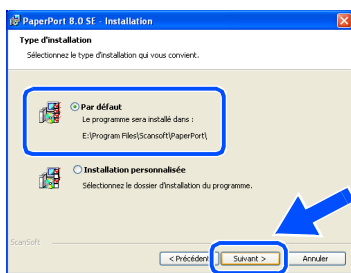 PaperPort 8.0 SE - Installation
Type d'installation
Sélectionnez le type d'installation qui vous convient.
Par défaut
Le programme sera installé dans :
E:\Program Files\Scansoft\PaperPort\
Installation personnalisée
Sélectionnez le dossier d'installation du programme.
ScanSoft
< Précédent Suivant > Annuler